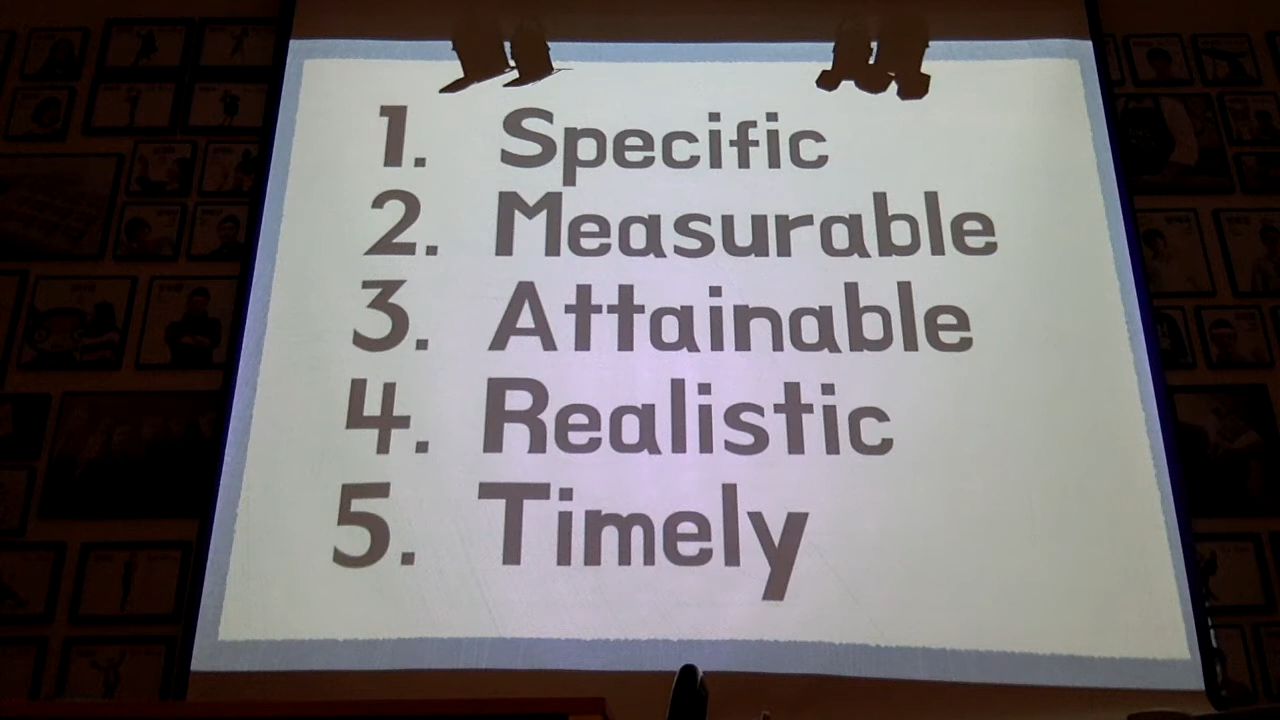 1. Specific
2. Measurable
3. Attainable
4. Realistic
5. Timely